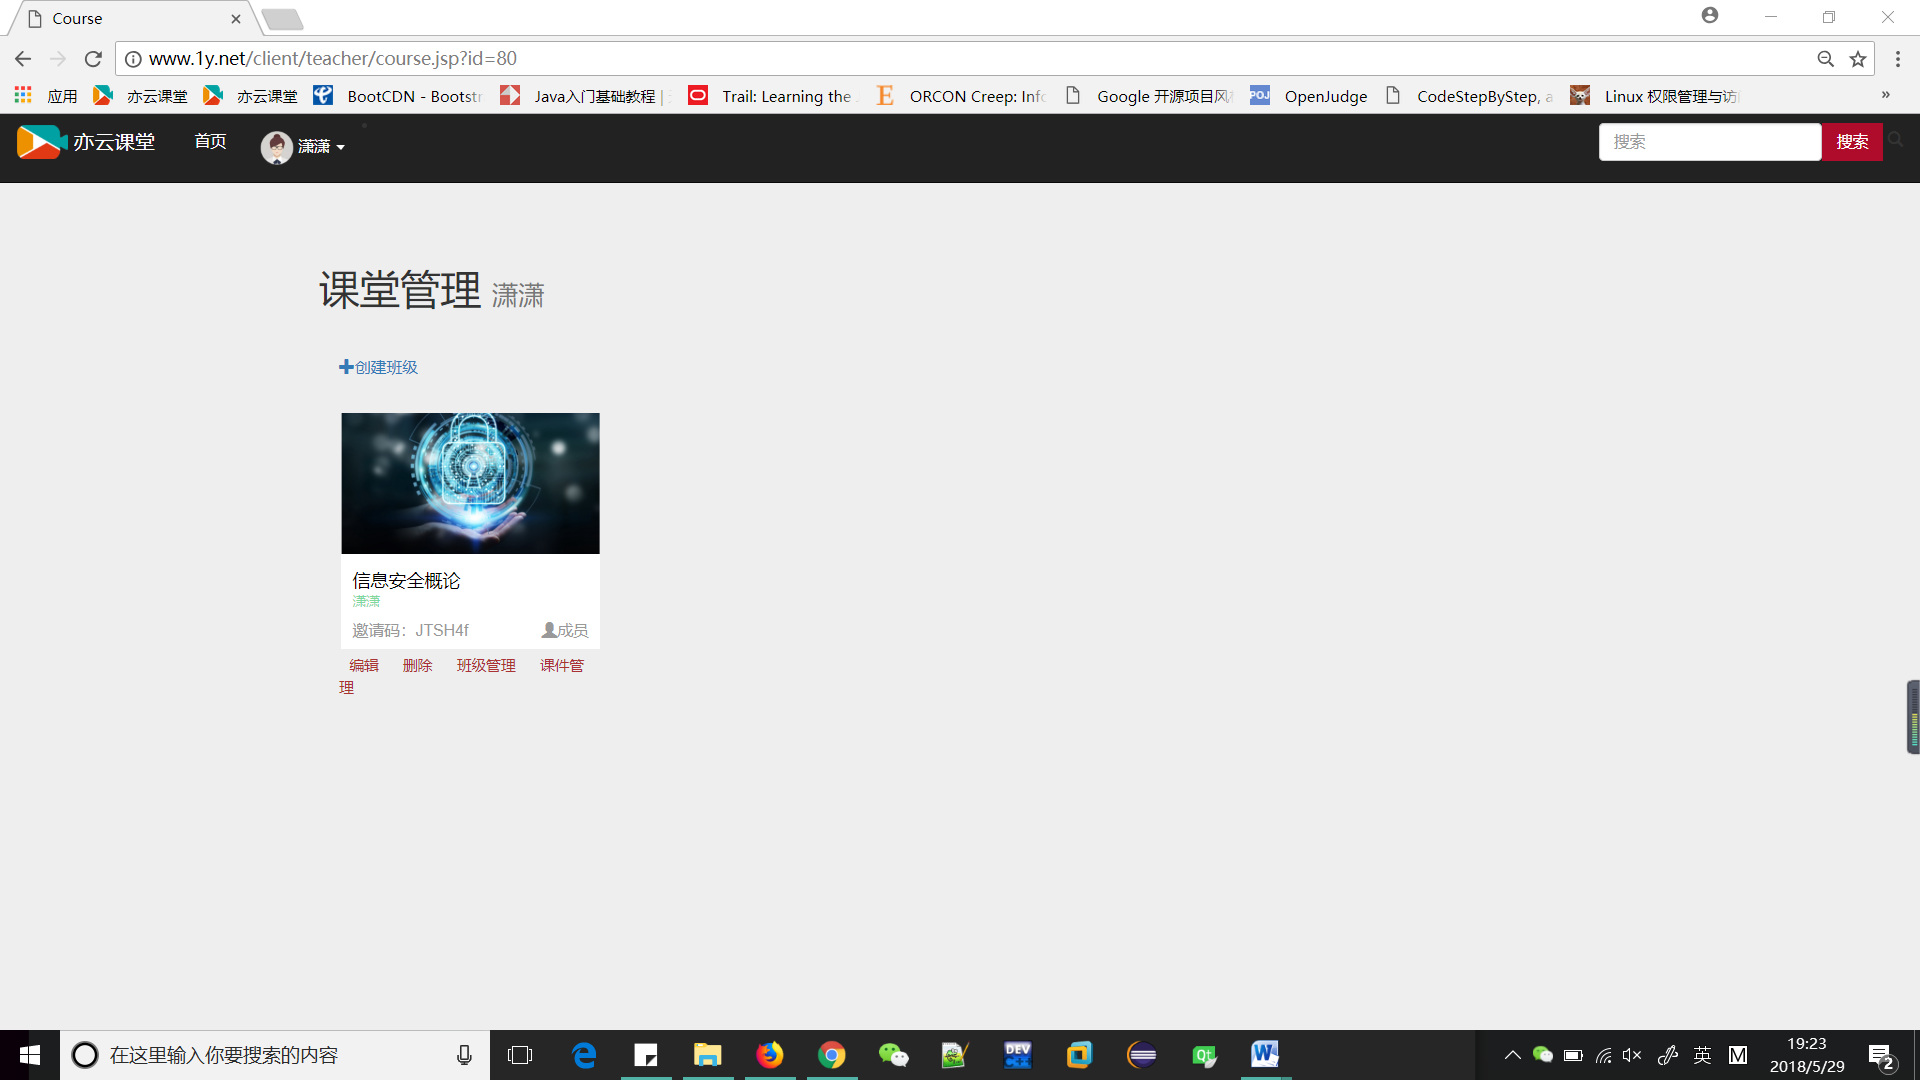 Course
www.1y.net/client/teacher/course.jsp?id=80
应用 亦云课堂 亦云课堂 BootCDN - Bootstr Java入门基础教程 | Trail: Learning the ORCON Creep: Info Google 开源项目风 POJ OpenJudge CodeStepByStep, a Linux 权限管理与访 »
亦云课堂 首页 潇潇 搜索 搜索
课堂管理 潇潇
创建班级
信息安全概论
潇潇
邀请码：JTSH4f 成员
编辑 删除 班级管理 课件管
理
在这里输入你要搜索的内容 DEV C++ Qt W 英 M 19:23
2018/5/29 2